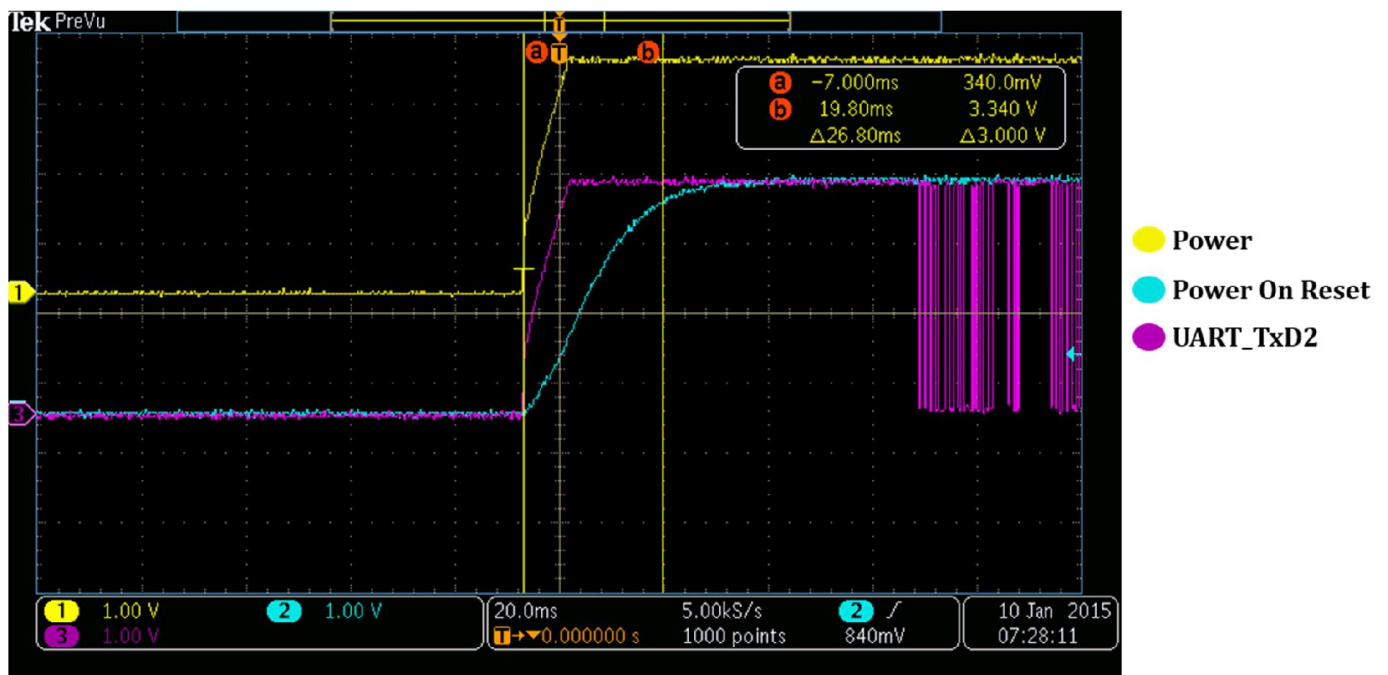 Tek PreVu
T
a T b
a −7.000ms 340.0mV
b 19.80ms 3.340 V
△26.80ms △3.000 V
1
3
Power
Power On Reset
UART_TxD2
1 1.00 V 2 1.00 V
3 1.00 V
20.0ms 5.00kS/s 2 /
T→▼0.000000 s 1000 points 840mV
10 Jan 2015
07:28:11